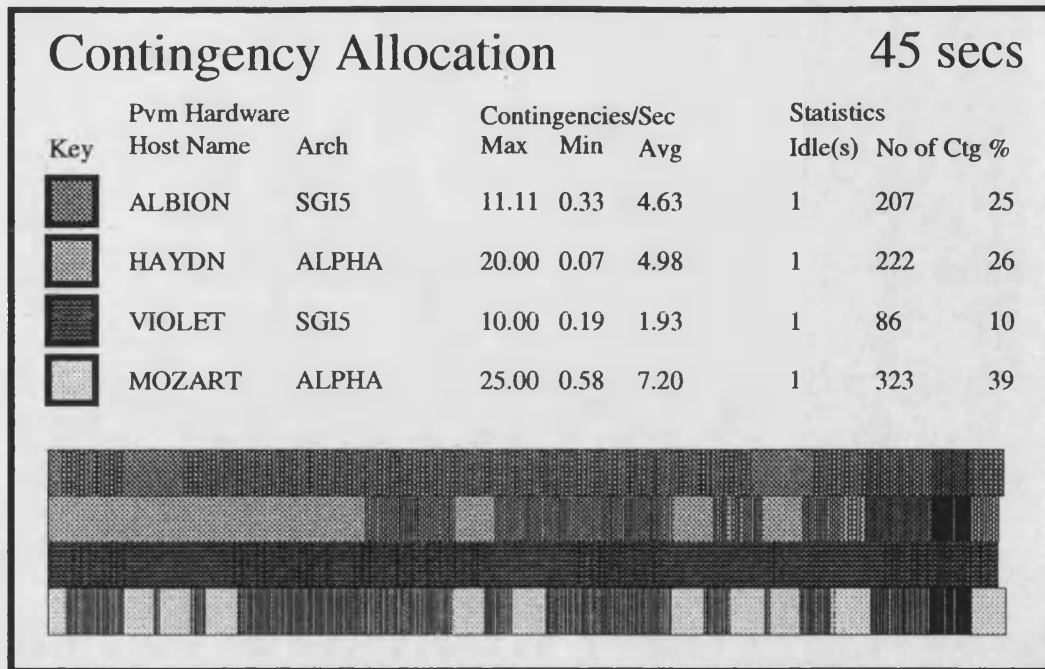 Contingency Allocation 45 secs
Pvm Hardware Contingencies/Sec Statistics
Key Host Name Arch Max Min Avg Idle(s) No of Ctg %
ALBION SGI5 11.11 0.33 4.63 1 207 25
HAYDN ALPHA 20.00 0.07 4.98 1 222 26
VIOLET SGI5 10.00 0.19 1.93 1 86 10
MOZART ALPHA 25.00 0.58 7.20 1 323 39